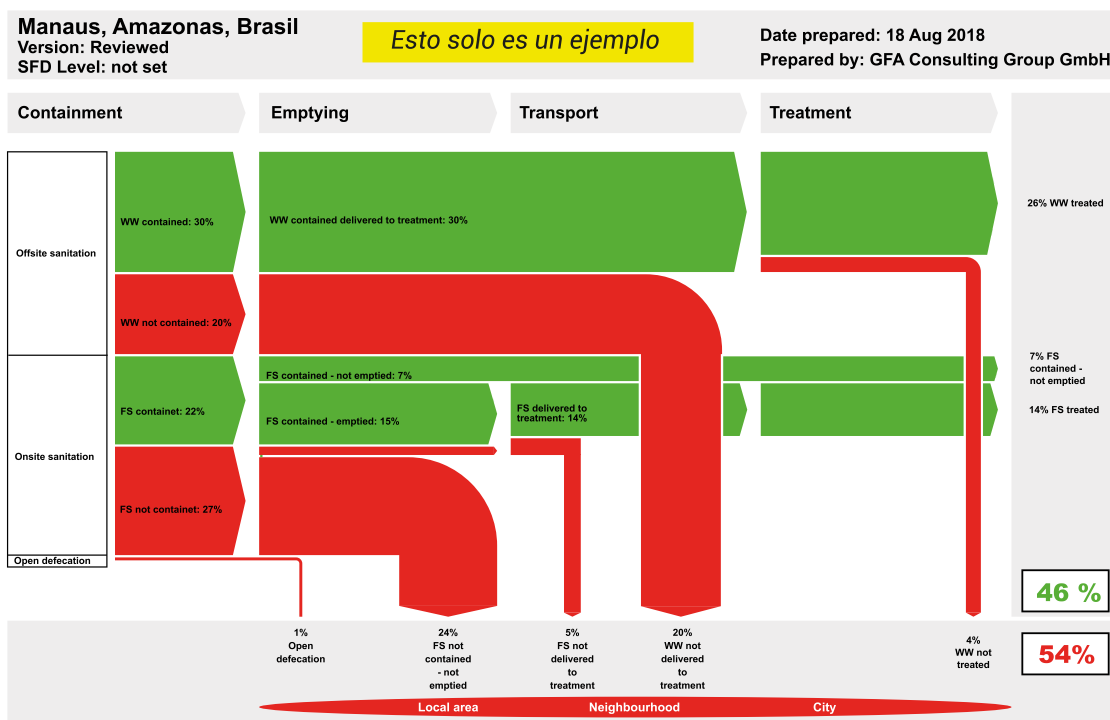 Manaus, Amazonas, Brasil
Version: Reviewed
SFD Level: not set
Esto solo es un ejemplo
Date prepared: 18 Aug 2018
Prepared by: GFA Consulting Group GmbH
Containment
Emptying
Transport
Treatment
Offsite sanitation
WW contained: 30%
WW contained delivered to treatment: 30%
26% WW treated
WW not contained: 20%
FS contained - not emptied: 7%
7% FS
contained -
not emptied
FS containet: 22%
FS contained - emptied: 15%
FS delivered to
treatment: 14%
14% FS treated
Onsite sanitation
FS not containet: 27%
Open defecation
46 %
1%
Open
defecation
24%
FS not
contained
- not
emptied
5%
FS not
delivered
to
treatment
20%
WW not
delivered
to
treatment
4%
WW not
treated
54%
Local area
Neighbourhood
City